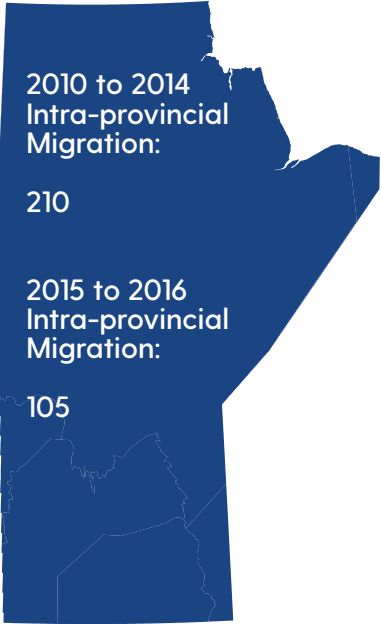 2010 to 2014
Intra-provincial
Migration:
210
2015 to 2016
Intra-provincial
Migration:
105